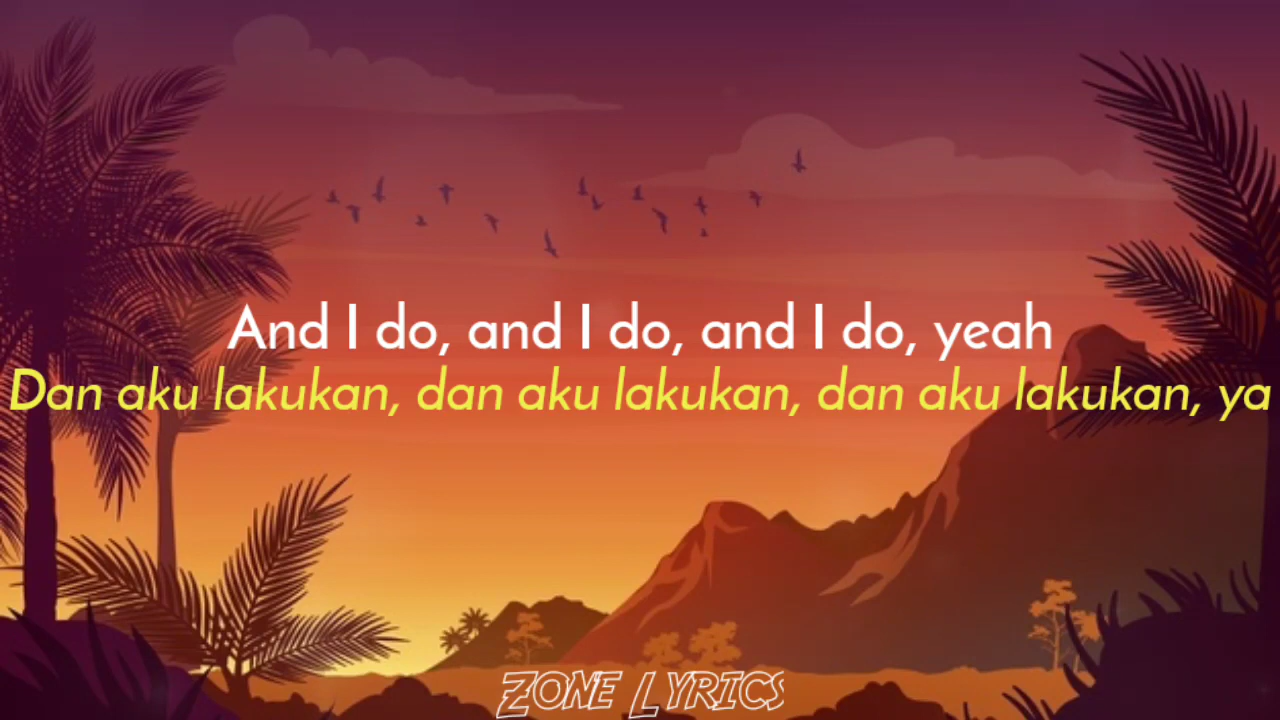 And I do, and I do, and I do, yeah
Dan aku lakukan, dan aku lakukan, dan aku lakukan, ya
ZONE LYRICS